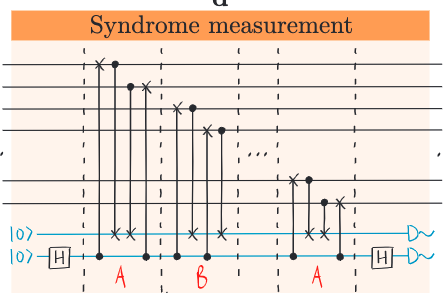 d
Syndrome measurement
...
|0⟩
|0⟩ H H
A B A